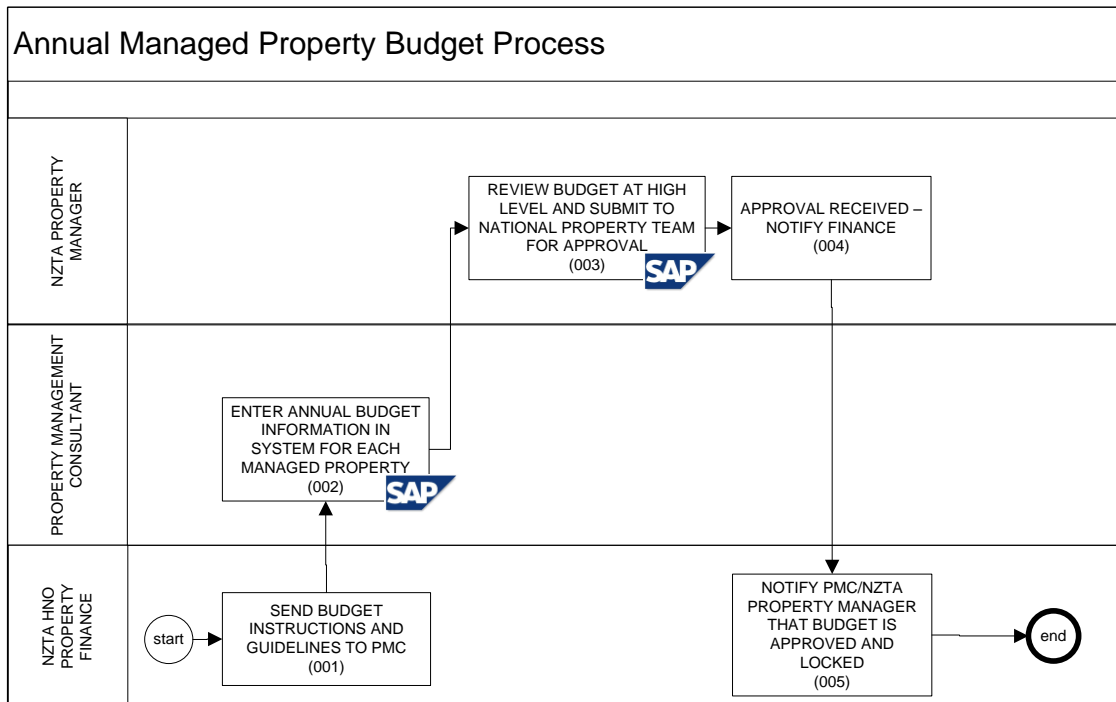 Annual Managed Property Budget Process
NZTA PROPERTY
MANAGER
REVIEW BUDGET AT HIGH
LEVEL AND SUBMIT TO
NATIONAL PROPERTY TEAM
FOR APPROVAL
(003)
SAP
APPROVAL RECEIVED –
NOTIFY FINANCE
(004)
PROPERTY MANAGEMENT
CONSULTANT
ENTER ANNUAL BUDGET
INFORMATION IN
SYSTEM FOR EACH
MANAGED PROPERTY
(002)
SAP
NZTA HNO
PROPERTY
FINANCE
start
SEND BUDGET
INSTRUCTIONS AND
GUIDELINES TO PMC
(001)
NOTIFY PMC/NZTA
PROPERTY MANAGER
THAT BUDGET IS
APPROVED AND
LOCKED
(005)
end